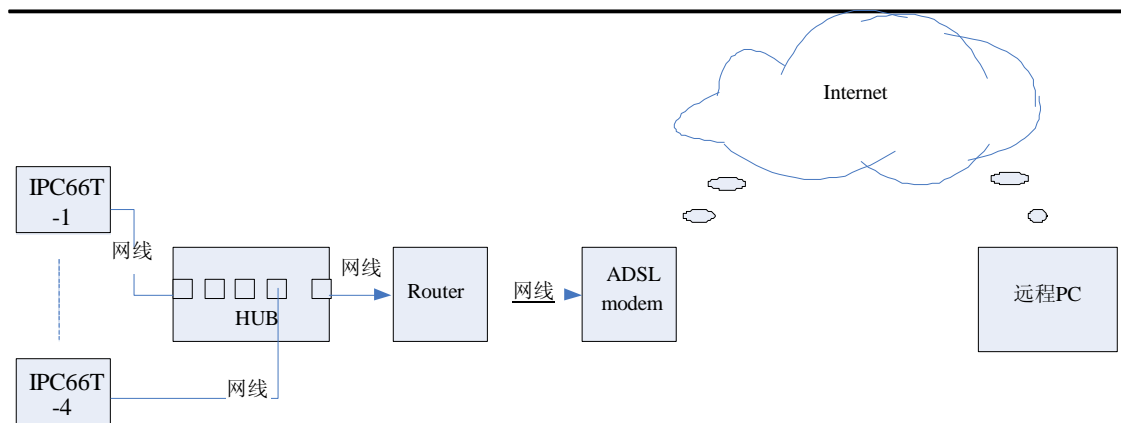 Internet
IPC66T
-1
网线
网线
HUB
Router
网线
ADSL
modem
远程PC
IPC66T
-4
网线